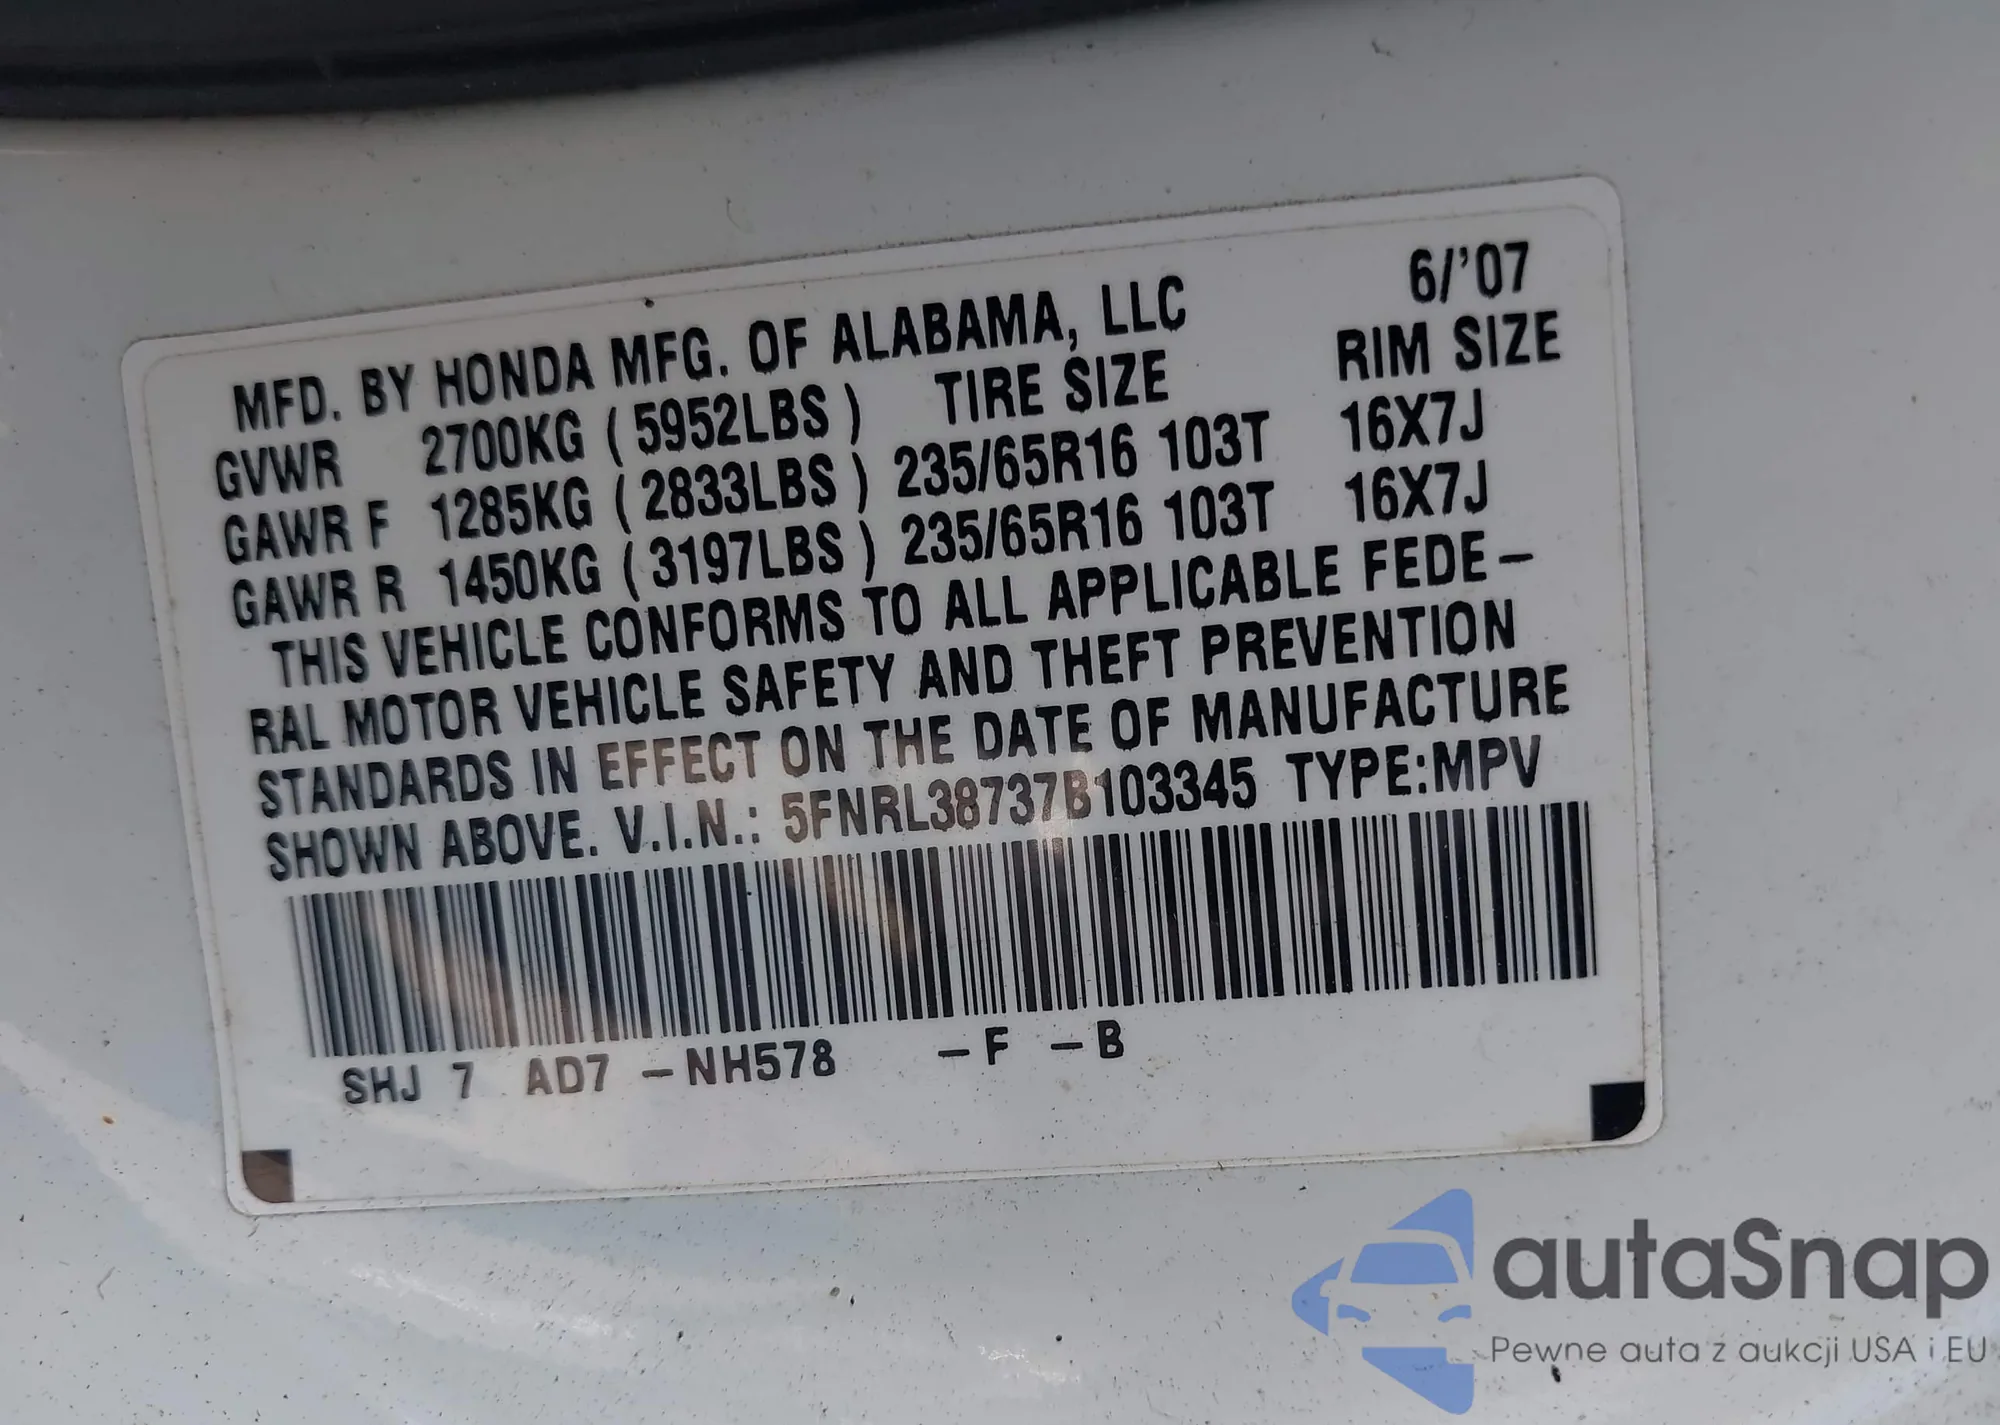 6/'07
MFD. BY HONDA MFG. OF ALABAMA, LLC
GVWR 2700KG ( 5952LBS ) TIRE SIZE RIM SIZE
GAWR F 1285KG ( 2833LBS ) 235/65R16 103T 16X7J
GAWR R 1450KG ( 3197LBS ) 235/65R16 103T 16X7J
THIS VEHICLE CONFORMS TO ALL APPLICABLE FEDE-
RAL MOTOR VEHICLE SAFETY AND THEFT PREVENTION
STANDARDS IN EFFECT ON THE DATE OF MANUFACTURE
SHOWN ABOVE. V.I.N.: 5FNRL38737B103345 TYPE:MPV
SHJ 7 AD7 -NH578 -F -B
autaSnap
Pewne auta z aukcji USA i EU